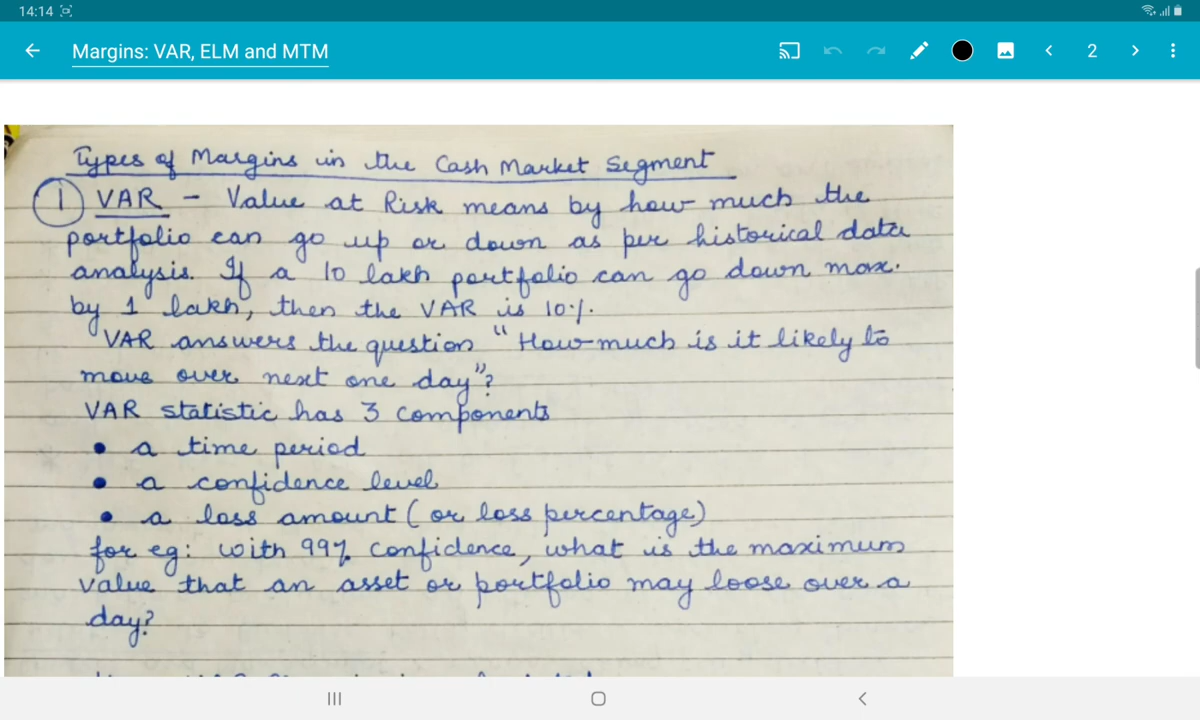 14:14
Margins: VAR, ELM and MTM
2
Types of Margins in the Cash Market Segment
i VAR - Value at Risk means by how much the
portfolio can go up or down as per historical data
analysis. If a 10 lakh portfolio can go down max.
by 1 lakh, then the VAR is 10%.
VAR answers the question "How much is it likely to
move over next one day"?
VAR statistic has 3 components
• a time period
• a confidence level
• a loss amount (or loss percentage)
for eg: with 99% confidence, what is the maximum
value that an asset or portfolio may loose over a
day?